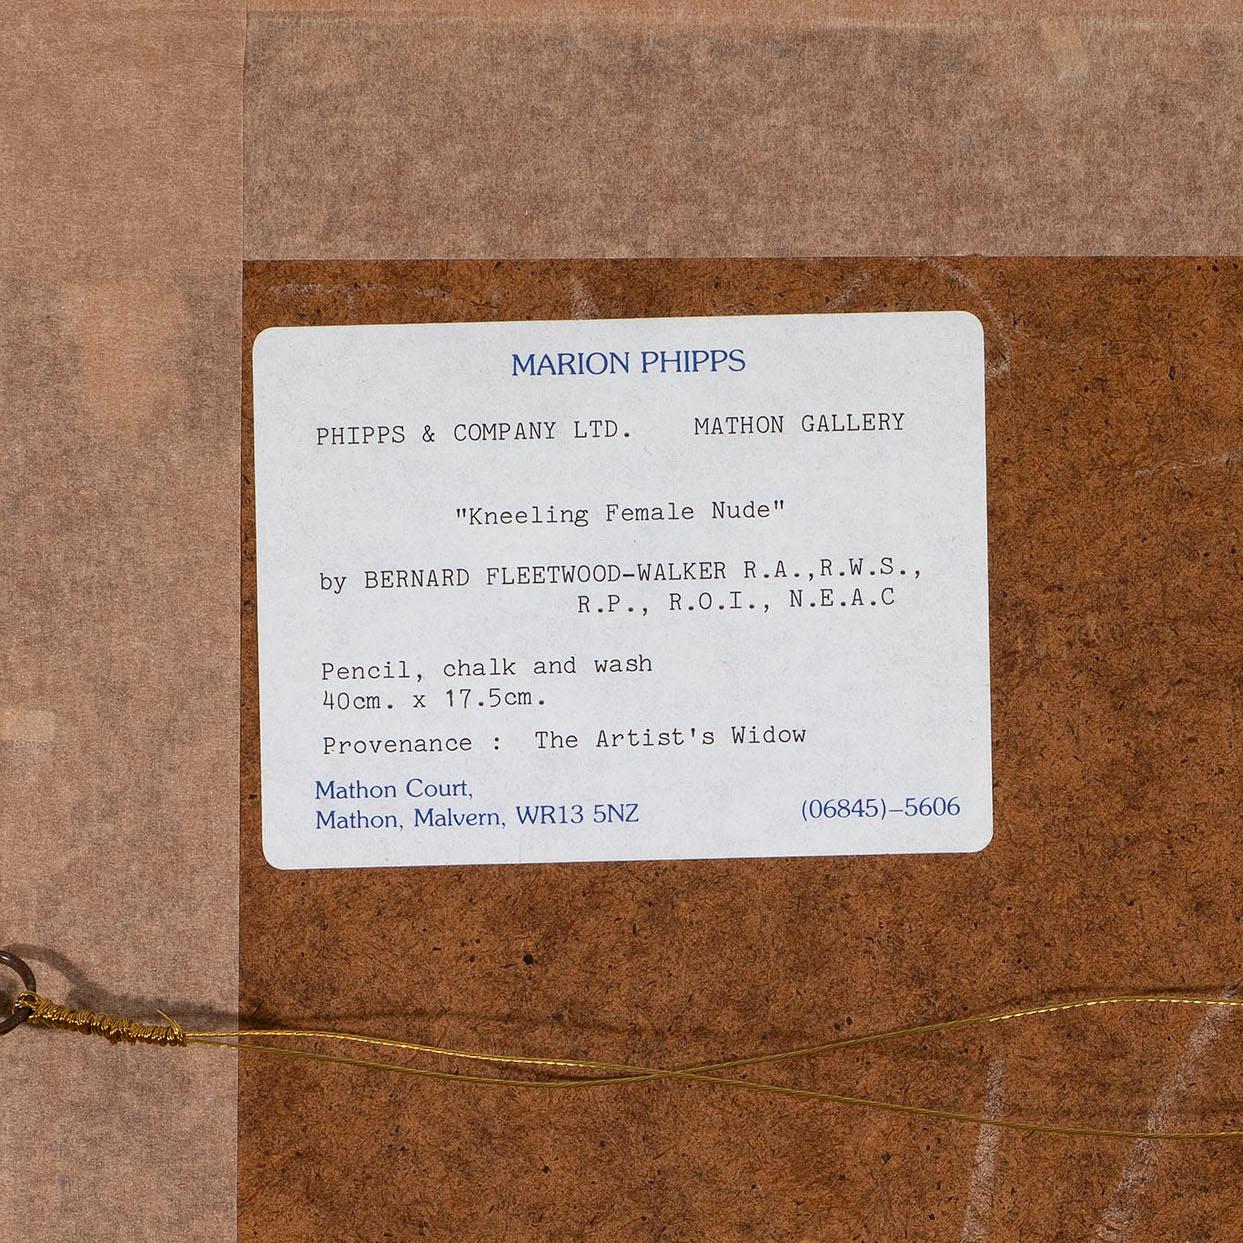 MARION PHIPPS
PHIPPS & COMPANY LTD. MATHON GALLERY
"Kneeling Female Nude"
by BERNARD FLEETWOOD-WALKER R.A.,R.W.S.,
R.P., R.O.I., N.E.A.C
Pencil, chalk and wash
40cm. x 17.5cm.
Provenance : The Artist's Widow
Mathon Court,
Mathon, Malvern, WR13 5NZ (06845)-5606